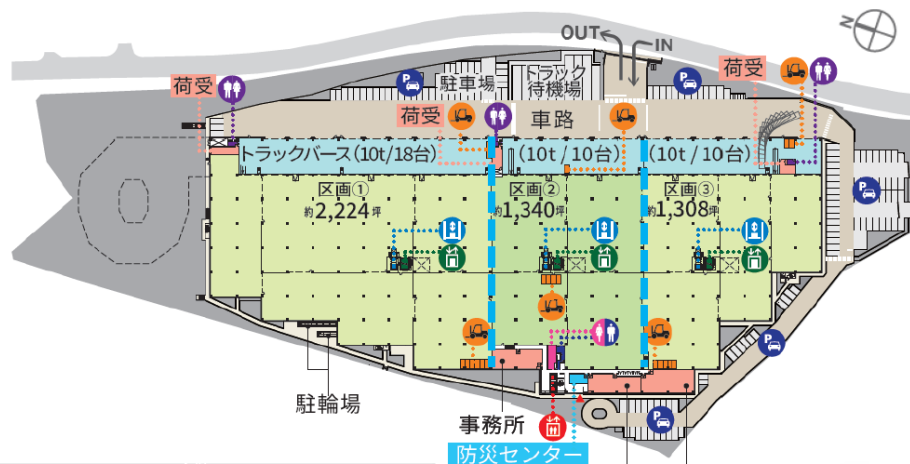 OUT
IN
N
P
P
荷受
駐車場
トラック
待機場
荷受
荷受
車路
トラックバース(10t/18台)
(10t/10台)
(10t/10台)
区画①
約2,224坪
区画②
約1,340坪
区画③
約1,308坪
P
P
駐輪場
事務所
P
防災センター